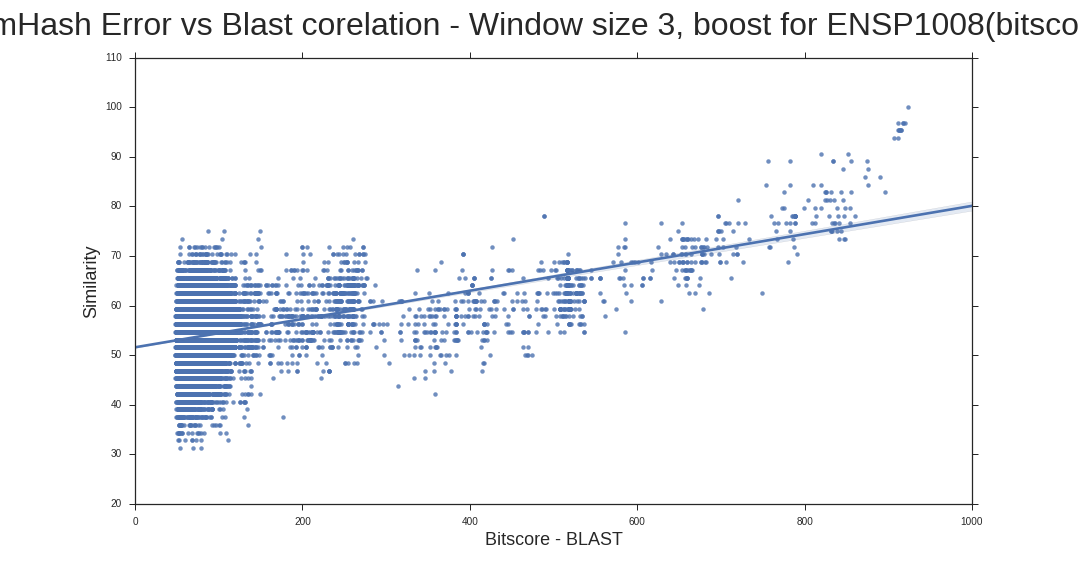 mHash Error vs Blast corelation - Window size 3, boost for ENSP1008(bitsco
110
100
90
80
70
60
50
40
30
20
Similarity
0 200 400 600 800 1000
Bitscore - BLAST